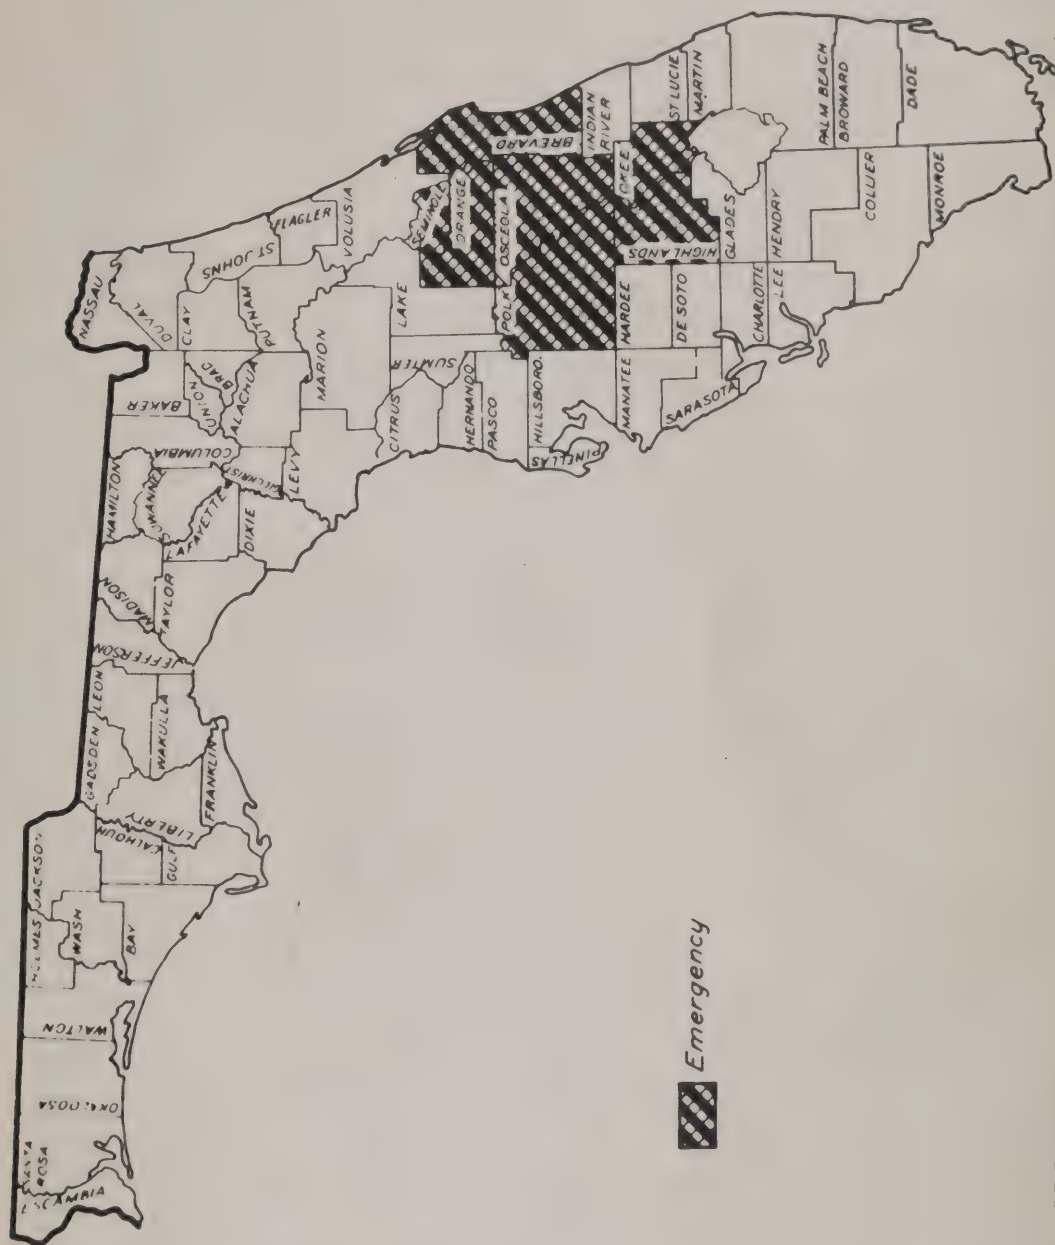 ESCAMBIA
SANTA
ROSA
OKALOOSA
WALTON
HOLMES
JACKSON
WASH
BAY
CALHOUN
GULF
LIBERTY
GADSDEN
LEON
WAKULLA
FRANKLIN
JEFFERSON
MADISON
TAYLOR
HAMILTON
SUWANNEE
LAFAYETTE
DIXIE
COLUMBIA
GILCHRIST
LEVY
BAKER
UNION
BRAD
ALACHUA
NASSAU
DUVAL
CLAY
PUTNAM
ST JOHNS
FLAGLER
VOLUSIA
MARION
LAKE
CITRUS
SUMTER
HERNANDO
PASCO
HILLSBORO.
PINELLAS
SEMINOLE
ORANGE
OSCEOLA
POLK
BREVARD
INDIAN
RIVER
OKEE
HIGHLANDS
MANATEE
HARDEE
DE SOTO
SARASOTA
ST LUCIE
MARTIN
GLADES
CHARLOTTE
LEE
HENDRY
PALM BEACH
BROWARD
COLLIER
DADE
MONROE
Emergency